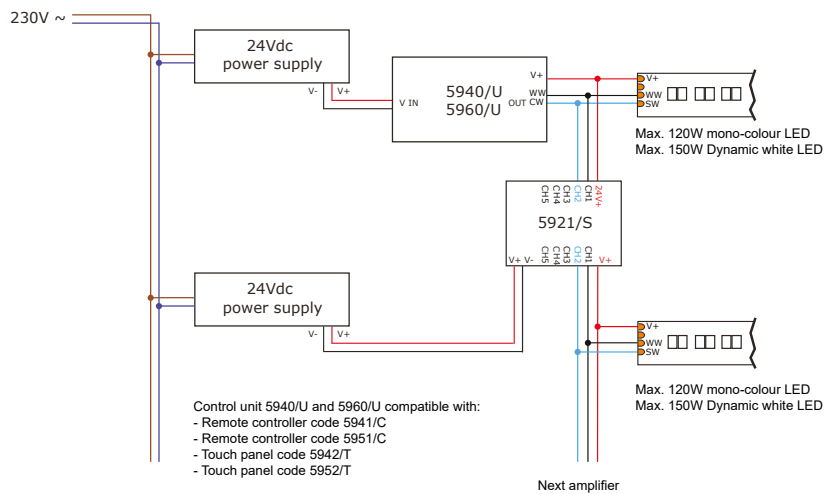 230V ~
24Vdc
power supply
V- V+
V IN
5940/U
5960/U
V+
WW
OUT CW
V+
WW
SW
Max. 120W mono-colour LED
Max. 150W Dynamic white LED
CH5
CH4
CH3
CH2
CH1
24V+
5921/S
V+ V-
CH5
CH4
CH3
CH2
CH1
V+
24Vdc
power supply
V- V+
V+
WW
SW
Max. 120W mono-colour LED
Max. 150W Dynamic white LED
Control unit 5940/U and 5960/U compatible with:
- Remote controller code 5941/C
- Remote controller code 5951/C
- Touch panel code 5942/T
- Touch panel code 5952/T
Next amplifier